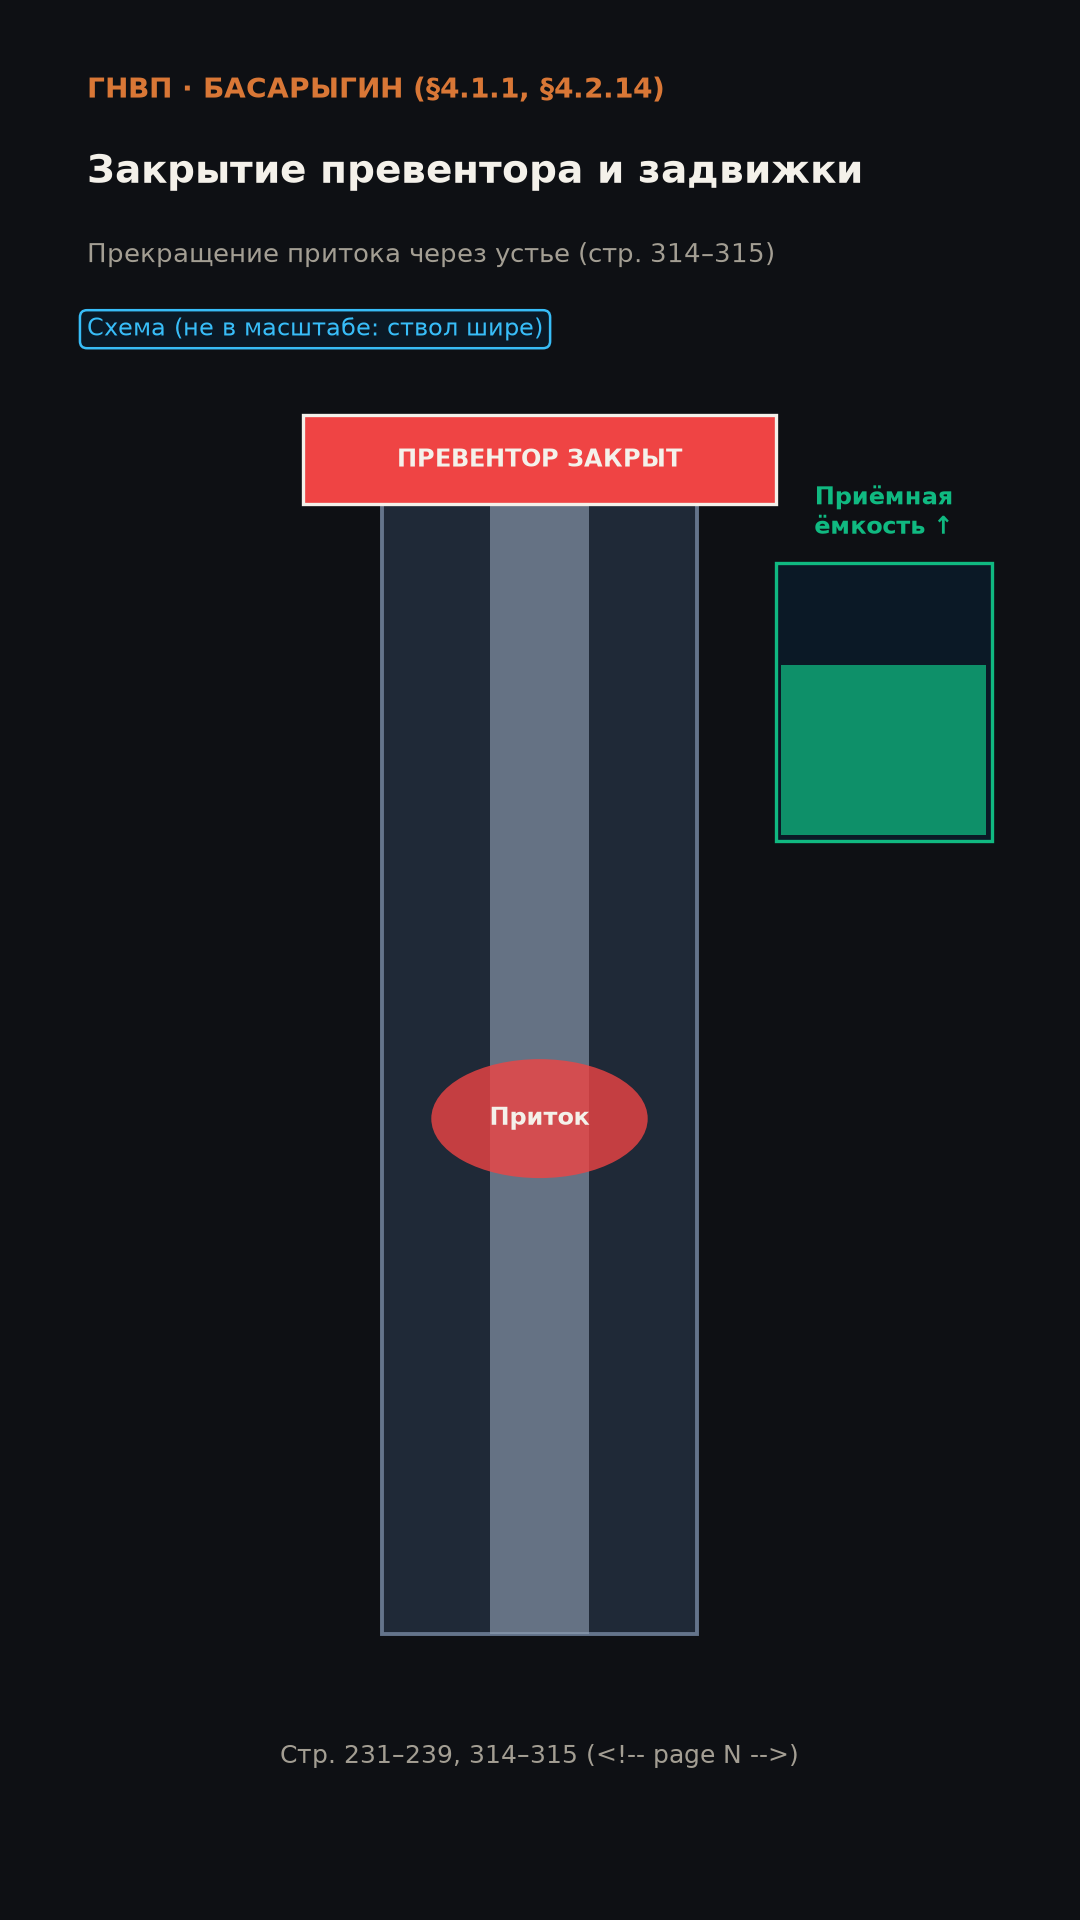 ГНВП · БАСАРЫГИН (§4.1.1, §4.2.14)
Закрытие превентора и задвижки
Прекращение притока через устье (стр. 314–315)
Схема (не в масштабе: ствол шире)
ПРЕВЕНТОР ЗАКРЫТ
Приёмная
ёмкость ↑
Приток
Стр. 231–239, 314–315 (<!-- page N -->)